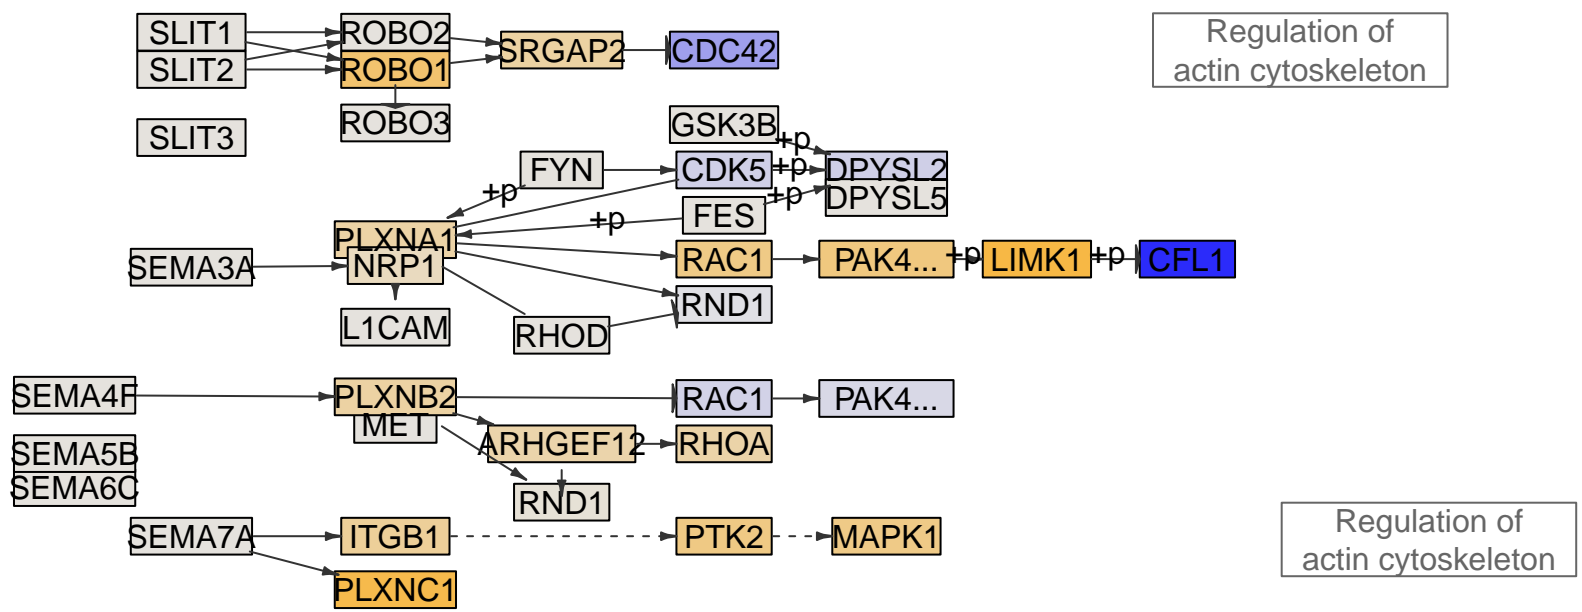 SLIT1
ROBO2
SRGAP2
CDC42
Regulation of
actin cytoskeleton
SLIT2
ROBO1
SLIT3
ROBO3
GSK3B
+p
FYN
CDK5
+p
DPYSL2
+p
FES
+p
DPYSL5
+p
PLXNA1
SEMA3A
NRP1
RAC1
PAK4...
+p
LIMK1
+p
CFL1
L1CAM
RHOD
RND1
SEMA4F
PLXNB2
RAC1
PAK4...
MET
ARHGEF12
RHOA
SEMA5B
SEMA6C
RND1
SEMA7A
ITGB1
PTK2
MAPK1
Regulation of
actin cytoskeleton
PLXNC1